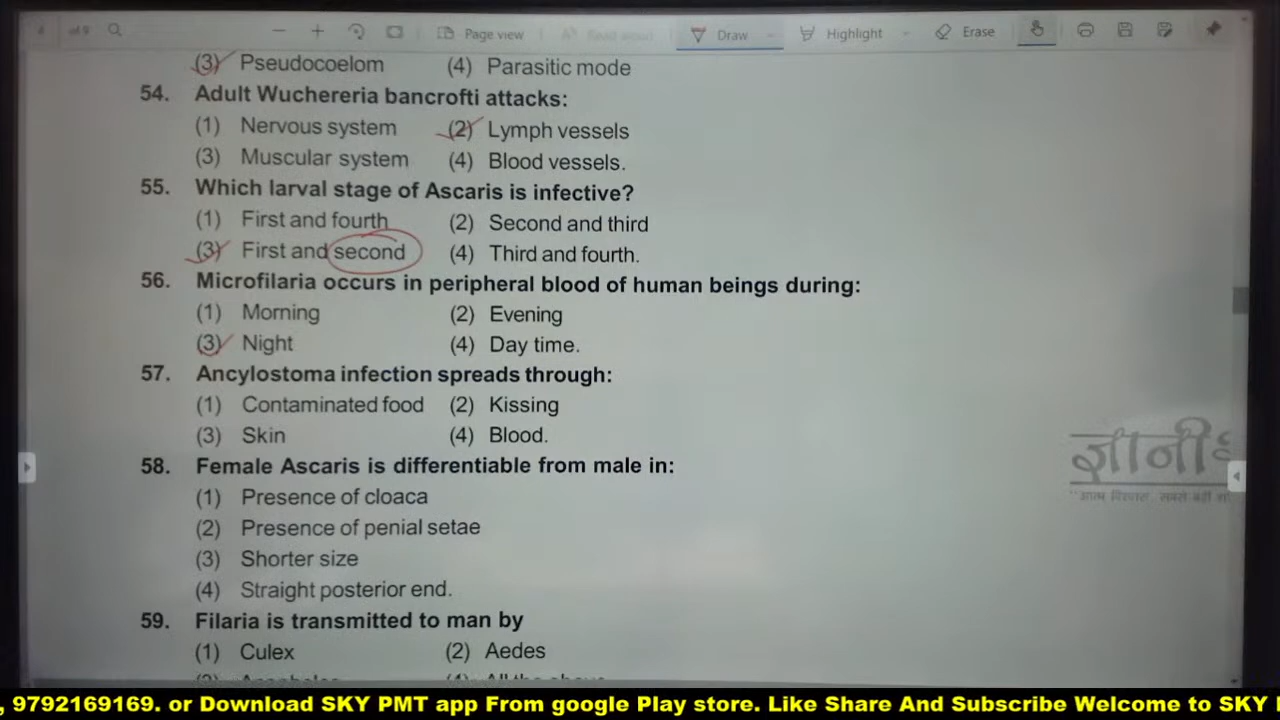 of 9
Page view
Draw
Highlight
Erase
(3) Pseudocoelom (4) Parasitic mode
54. Adult Wuchereria bancrofti attacks:
(1) Nervous system (2) Lymph vessels
(3) Muscular system (4) Blood vessels.
55. Which larval stage of Ascaris is infective?
(1) First and fourth (2) Second and third
(3) First and second (4) Third and fourth.
56. Microfilaria occurs in peripheral blood of human beings during:
(1) Morning (2) Evening
(3) Night (4) Day time.
57. Ancylostoma infection spreads through:
(1) Contaminated food (2) Kissing
(3) Skin (4) Blood.
58. Female Ascaris is differentiable from male in:
(1) Presence of cloaca
(2) Presence of penial setae
(3) Shorter size
(4) Straight posterior end.
59. Filaria is transmitted to man by
(1) Culex (2) Aedes
, 9792169169. or Download SKY PMT app From google Play store. Like Share And Subscribe Welcome to SKY